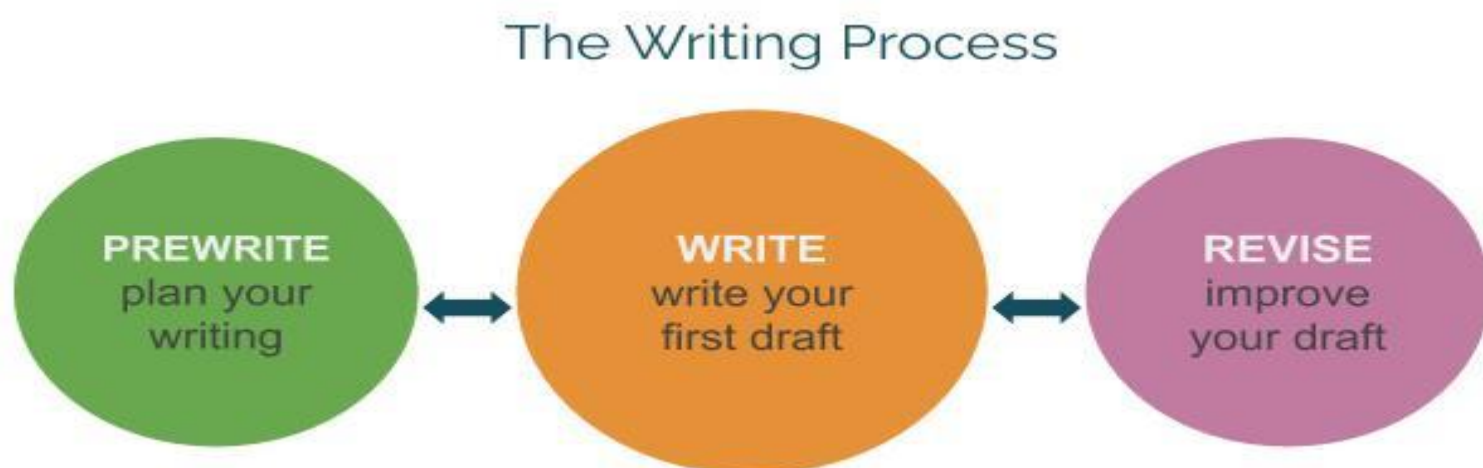 The Writing Process
PREWRITE
plan your
writing
WRITE
write your
first draft
REVISE
improve
your draft